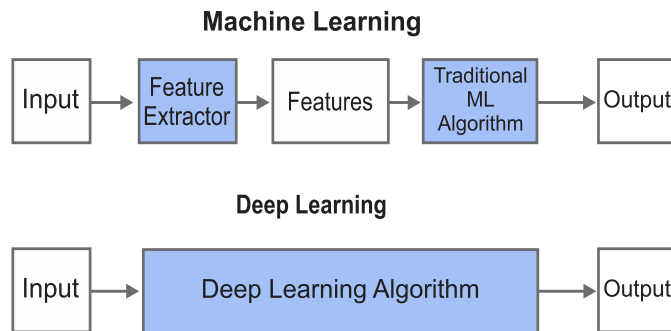 Machine Learning
Input
Feature
Extractor
Features
Traditional
ML
Algorithm
Output
Deep Learning
Input
Deep Learning Algorithm
Output